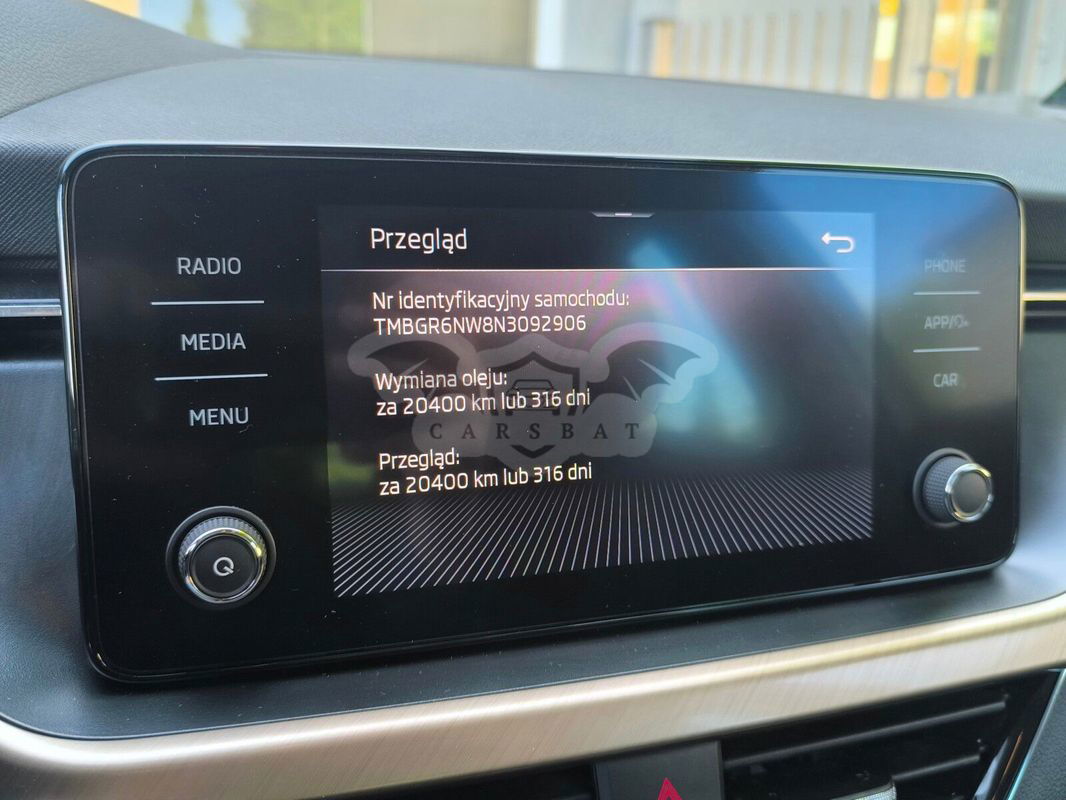 Przegląd
RADIO
MEDIA
MENU
Nr identyfikacyjny samochodu:
TMBGR6NW8N3092906
Wymiana oleju:
za 20400 km lub 316 dni
CARSBAT
Przegląd:
za 20400 km lub 316 dni
PHONE
APP/
CAR